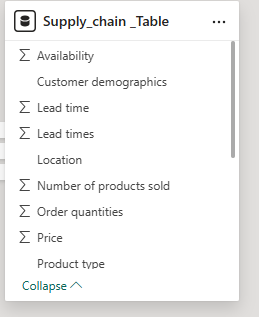 Supply_chain _Table
Availability
Customer demographics
Lead time
Lead times
Location
Number of products sold
Order quantities
Price
Product type
Collapse